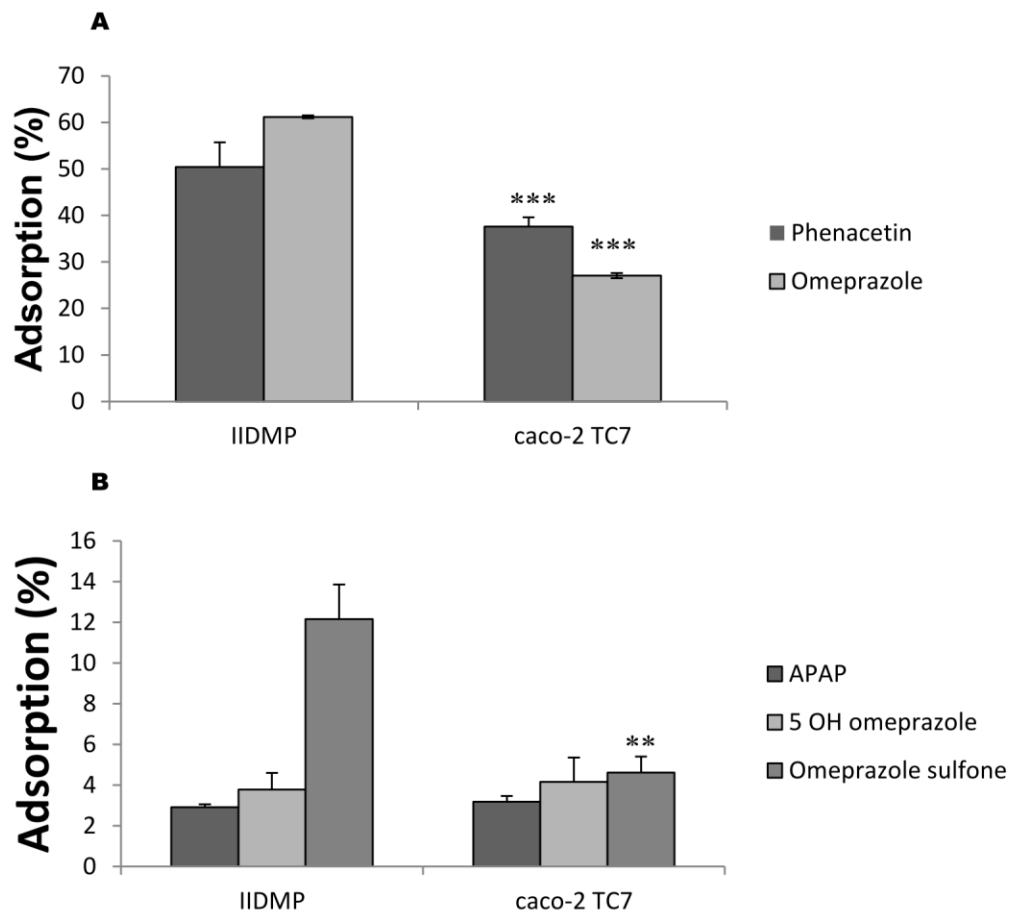 A
Adsorption (%)
70
60
50
40
30
20
10
0
***
***
IIDMP
caco-2 TC7
Phenacetin
Omeprazole
B
Adsorption (%)
16
14
12
10
8
6
4
2
0
**
IIDMP
caco-2 TC7
APAP
5 OH omeprazole
Omeprazole sulfone